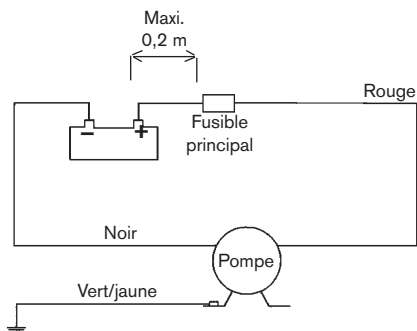 Maxi.
0,2 m
− +
Rouge
Fusible
principal
Noir
Pompe
Vert/jaune